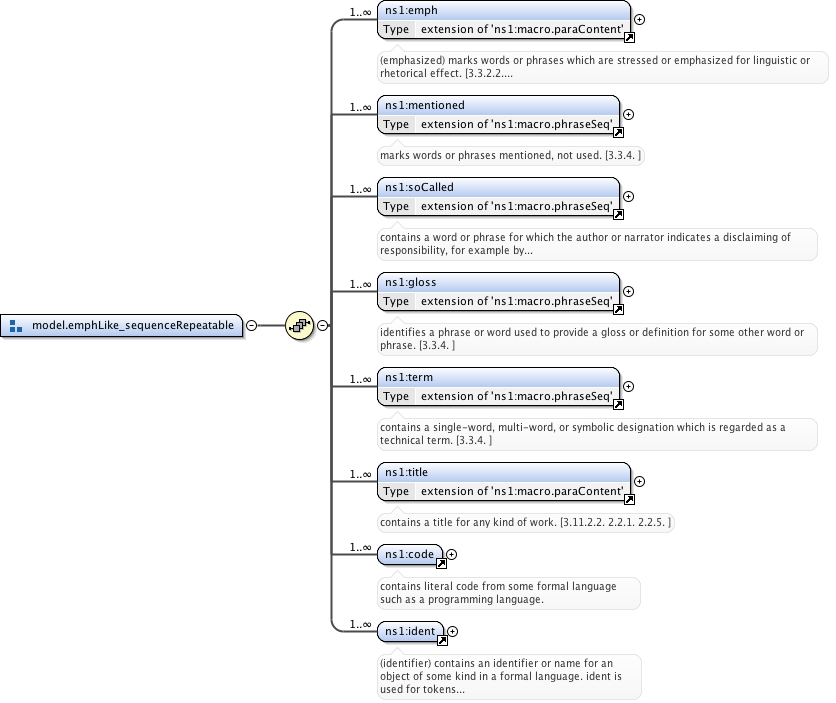 1..∞
ns1:emph
Type extension of 'ns1:macro.paraContent'
(emphasized) marks words or phrases which are stressed or emphasized for linguistic or
rhetorical effect. [3.3.2.2....
1..∞
ns1:mentioned
Type extension of 'ns1:macro.phraseSeq'
marks words or phrases mentioned, not used. [3.3.4. ]
1..∞
ns1:soCalled
Type extension of 'ns1:macro.phraseSeq'
contains a word or phrase for which the author or narrator indicates a disclaiming of
responsibility, for example by...
1..∞
ns1:gloss
Type extension of 'ns1:macro.phraseSeq'
identifies a phrase or word used to provide a gloss or definition for some other word or
phrase. [3.3.4. ]
model.emphLike_sequenceRepeatable
1..∞
ns1:term
Type extension of 'ns1:macro.phraseSeq'
contains a single-word, multi-word, or symbolic designation which is regarded as a
technical term. [3.3.4. ]
1..∞
ns1:title
Type extension of 'ns1:macro.paraContent'
contains a title for any kind of work. [3.11.2.2. 2.2.1. 2.2.5. ]
1..∞
ns1:code
contains literal code from some formal language
such as a programming language.
1..∞
ns1:ident
(identifier) contains an identifier or name for an
object of some kind in a formal language. ident is
used for tokens...